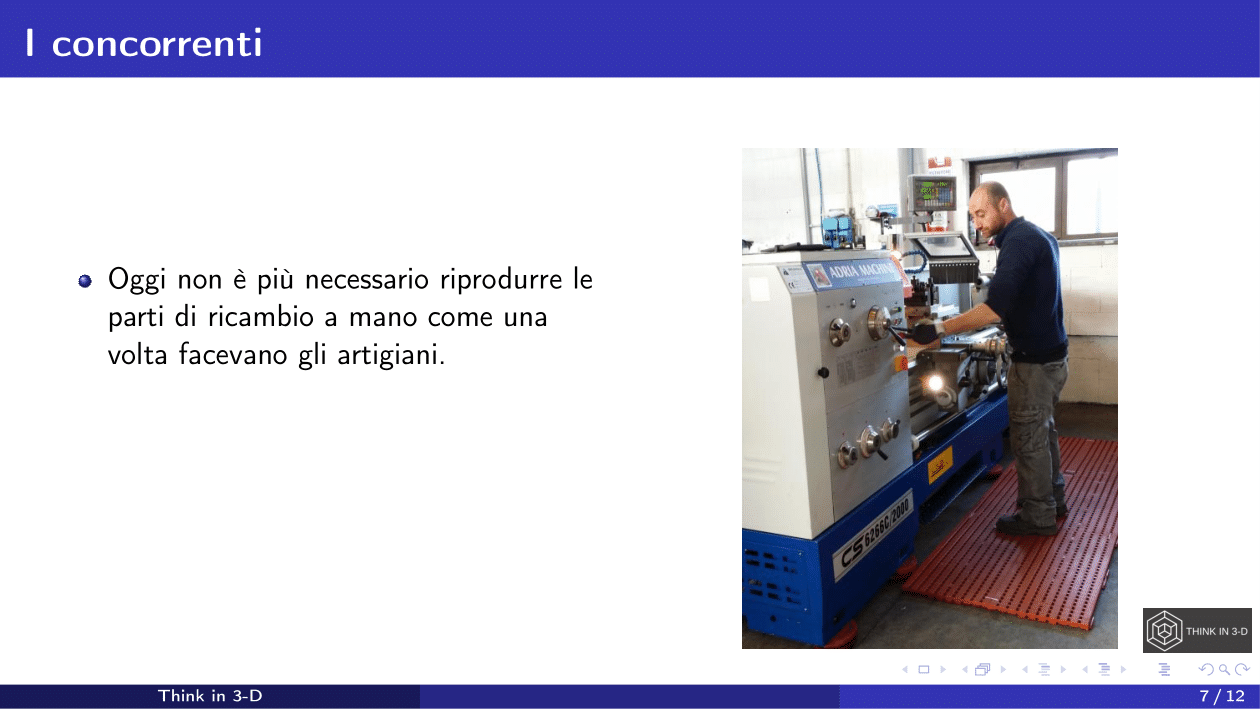 I concorrenti
Oggi non è più necessario riprodurre le
parti di ricambio a mano come una
volta facevano gli artigiani.
ADRIA MACHINE
CS 6266C/2000
THINK IN 3-D
Think in 3-D
7 / 12